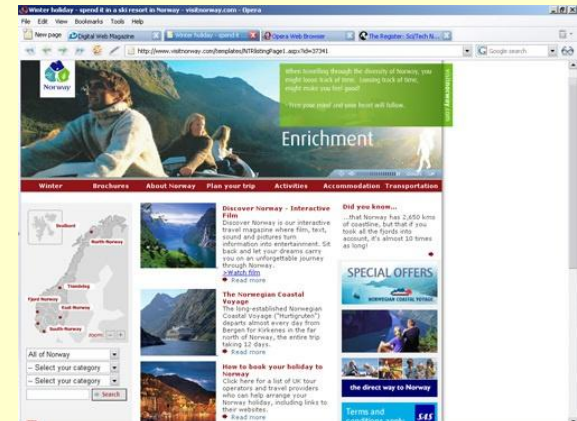 Winter holiday - spend it in a ski resort in Norway - visitnorway.com - Opera
File Edit View Bookmarks Tools Help
New page Digital Web Magazine Winter holiday - spend it ... Opera Web Browser The Register: Sci/Tech N...
http://www.visitnorway.com/templates/NTRlistingPage1.aspx?id=37341 Google search
Norway
When travelling through the diversity of Norway, you
might loose track of time. Loosing track of time,
might make you feel good!
- Free your mind and your heart will follow.
visitnorway.com
Enrichment
Winter Brochures About Norway Plan your trip Activities Accommodation Transportation
Svalbard
North Norway
Trøndelag
Fjord Norway
East Norway
South Norway
zoom:
All of Norway
-- Select your category
-- Select your category
Search
Discover Norway - Interactive
Film
Discover Norway is our interactive
travel magazine where film, text,
sound and pictures turn
information into entertainment. Sit
back and let your dreams carry
you on an unforgettable journey
through Norway.
>Watch film
Read more
The Norwegian Coastal
Voyage
The long-established Norwegian
Coastal Voyage ("Hurtigruten")
departs almost every day from
Bergen for Kirkenes in the far
north of Norway, the entire trip
taking 12 days.
Read more
How to book your holiday to
Norway
Click here for a list of UK tour
operators and travel providers
who can help arrange your
Norway holiday, including links to
their websites.
Read more
Did you know...
...that Norway has 2,650 kms
of coastline, but that if you
took all the fjords into
account, it's almost 10 times
as long!
SPECIAL OFFERS
NORWEGIAN COASTAL VOYAGE
the direct way to Norway
Terms and
conditions apply
SAS